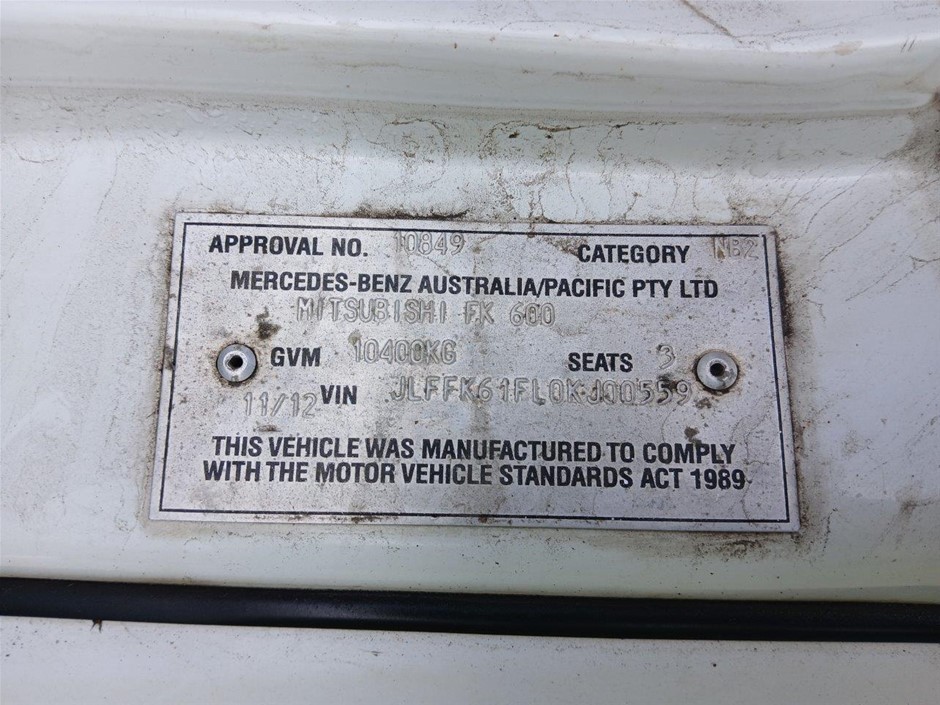 APPROVAL NO. 10849 CATEGORY NB2
MERCEDES-BENZ AUSTRALIA/PACIFIC PTY LTD
MITSUBISHI FK 600
GVM 10400KG SEATS 3
11/12 VIN JLFFK61FL0KJ00559
THIS VEHICLE WAS MANUFACTURED TO COMPLY
WITH THE MOTOR VEHICLE STANDARDS ACT 1989